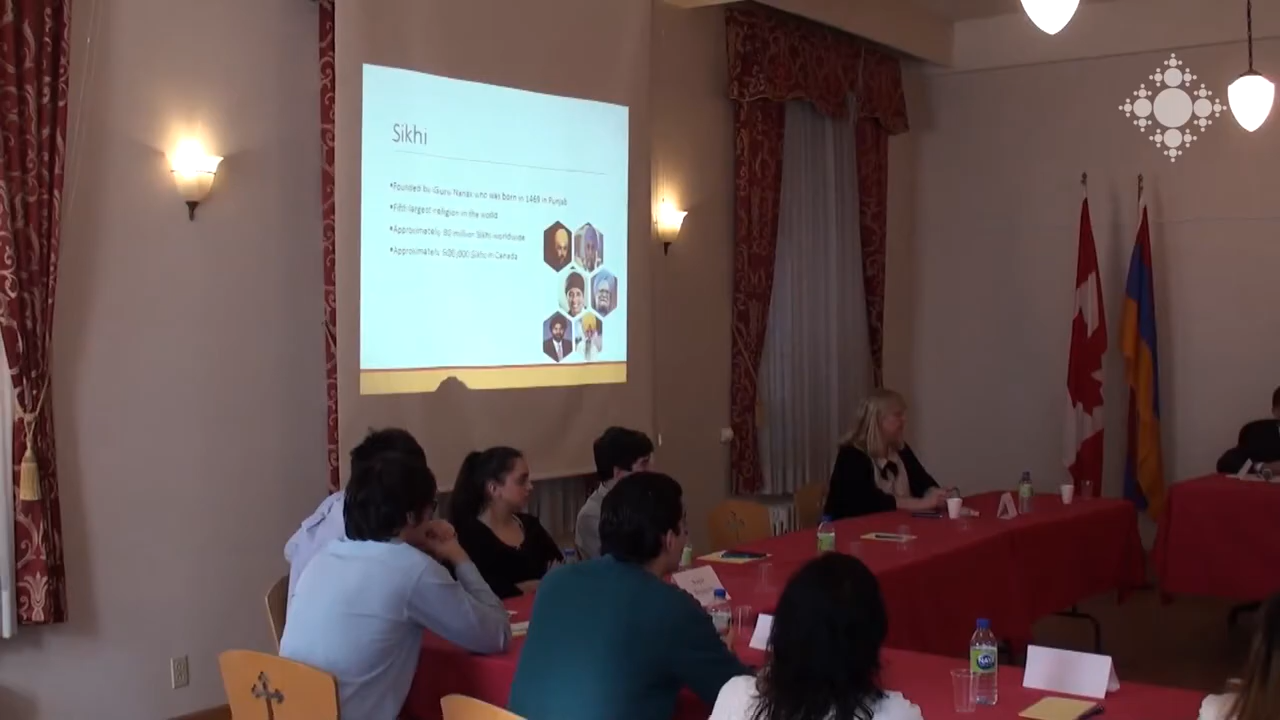 Sikhi
•Founded by Guru Nanak who was born in 1469 in Punjab
•Fifth largest religion in the world
•Approximately 30 million Sikhs worldwide
•Approximately 500,000 Sikhs in Canada
NAYA